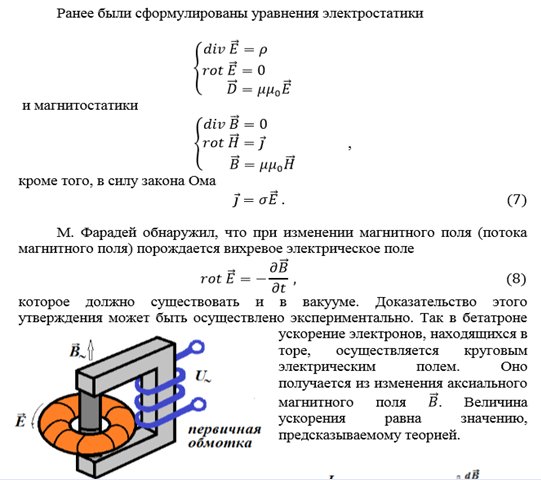 Ранее были сформулированы уравнения электростатики
div E⃗ = ρ
rot E⃗ = 0
D⃗ = μμ₀E⃗
и магнитостатики
div B⃗ = 0
rot H⃗ = j⃗
B⃗ = μμ₀H⃗ ,
кроме того, в силу закона Ома
j⃗ = σE⃗ . (7)
М. Фарадей обнаружил, что при изменении магнитного поля (потока
магнитного поля) порождается вихревое электрическое поле
rot E⃗ = −∂B⃗/∂t , (8)
которое должно существовать и в вакууме. Доказательство этого
утверждения может быть осуществлено экспериментально. Так в бетатроне
ускорение электронов, находящихся в
торе, осуществляется круговым
электрическим полем. Оно
получается из изменения аксиального
магнитного поля B⃗. Величина
ускорения равна значению,
предсказываемому теорией.
B⃗~
U~
E⃗
первичная
обмотка
dB⃗